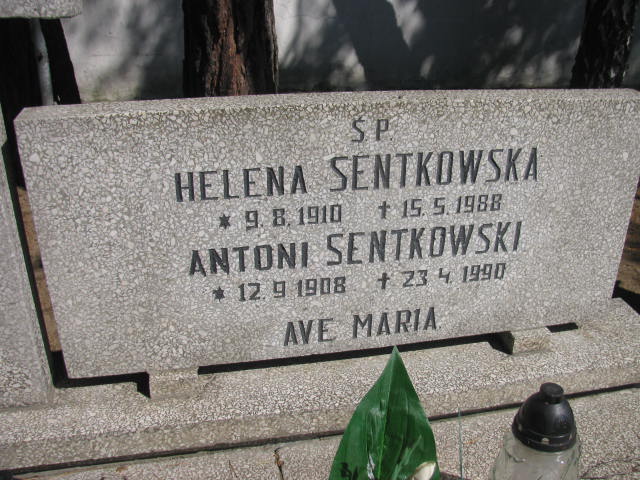 ŚP
HELENA SENTKOWSKA
* 9.8.1910 † 15.5.1988
ANTONI SENTKOWSKI
* 12.9 1908 † 23 4.1990
AVE MARIA